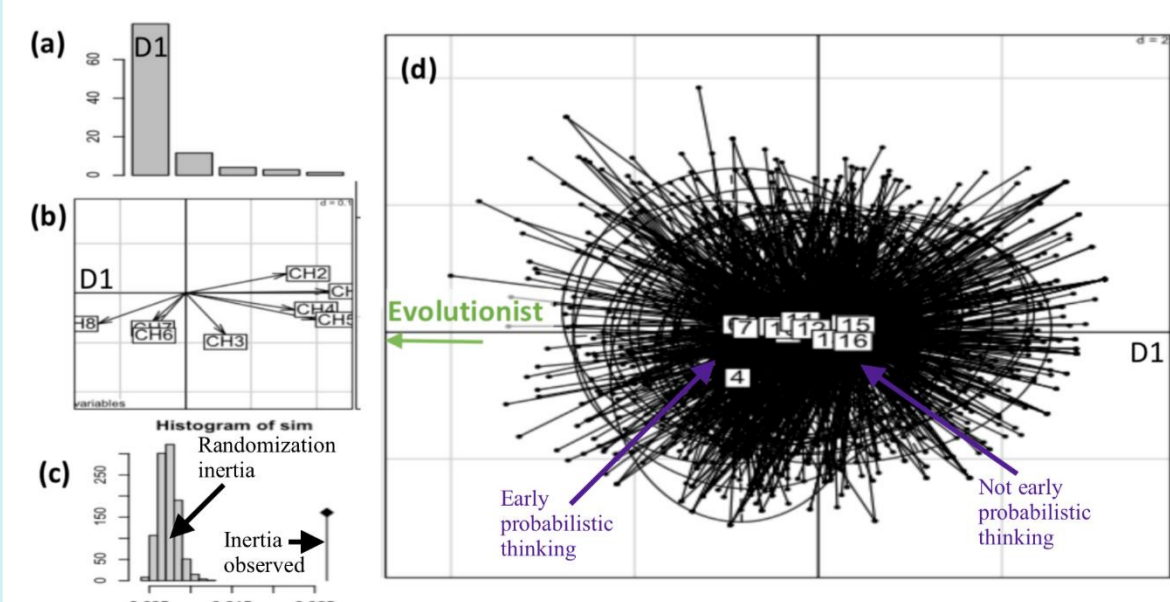 (a)
D1
60
40
20
0
(b)
d = 0.1
D1
CH2
CH4
CH5
H8
CH6
CH3
variables
(c)
Histogram of sim
Randomization
inertia
Inertia
observed
250
150
50
0
(d)
d = 2
Evolutionist
D1
7
15
16
4
Early
probabilistic
thinking
Not early
probabilistic
thinking